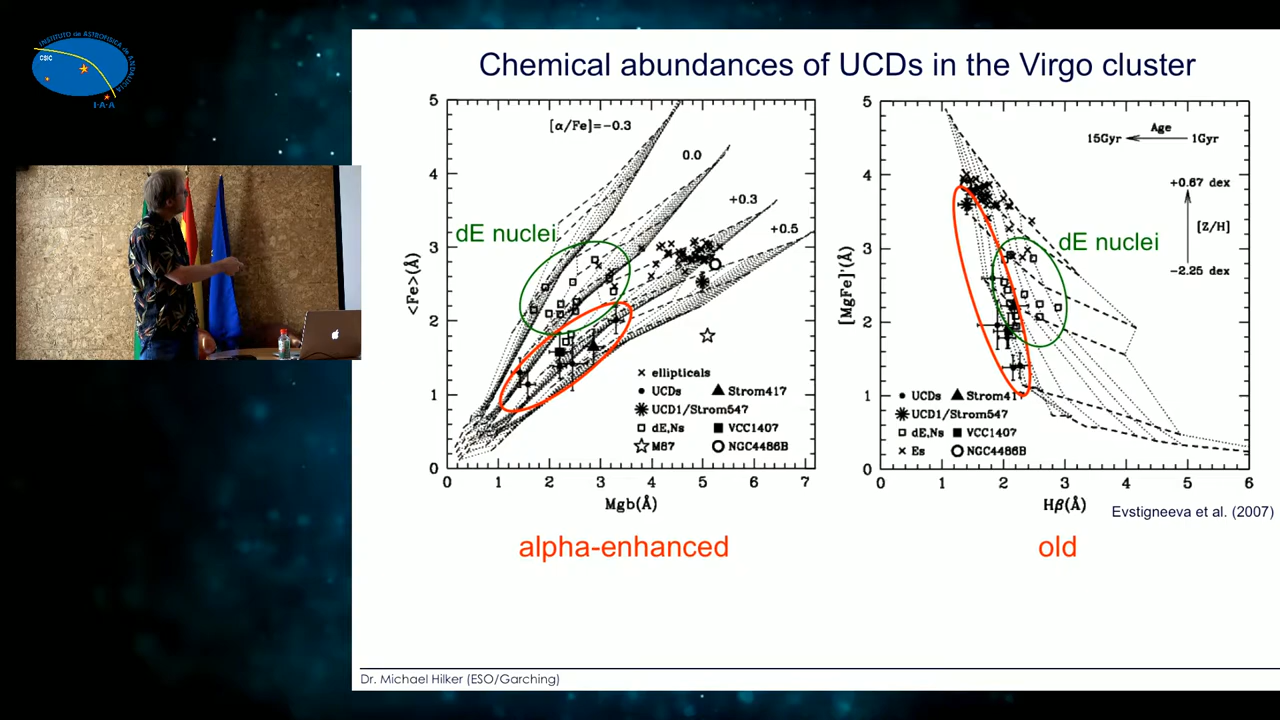 INSTITUTO de ASTROFÍSICA de ANDALUCÍA
CSIC
I·A·A
Chemical abundances of UCDs in the Virgo cluster
5
4
3
2
1
0
<Fe>(Å)
[α/Fe]=−0.3
0.0
+0.3
+0.5
dE nuclei
× ellipticals
UCDs
Strom417
UCD1/Strom547
dE,Ns
VCC1407
M87
NGC4486B
0 1 2 3 4 5 6 7
Mgb(Å)
alpha-enhanced
5
4
3
2
1
0
[MgFe]'(Å)
Age
15Gyr
1Gyr
+0.67 dex
[Z/H]
−2.25 dex
dE nuclei
UCDs
Strom417
UCD1/Strom547
dE,Ns
VCC1407
× Es
NGC4486B
0 1 2 3 4 5 6
Hβ(Å)
Evstigneeva et al. (2007)
old
Dr. Michael Hilker (ESO/Garching)